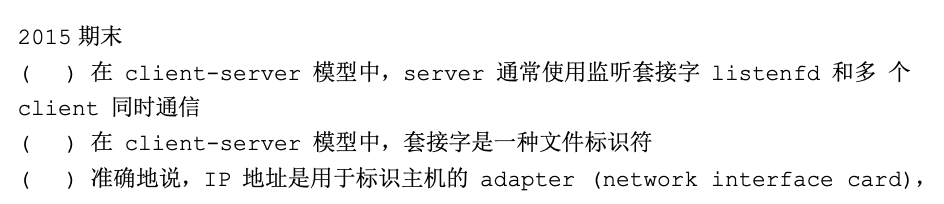 2015 期末
(  ) 在 client-server 模型中，server 通常使用监听套接字 listenfd 和多 个
client 同时通信
(  ) 在 client-server 模型中，套接字是一种文件标识符
(  ) 准确地说，IP 地址是用于标识主机的 adapter (network interface card)，